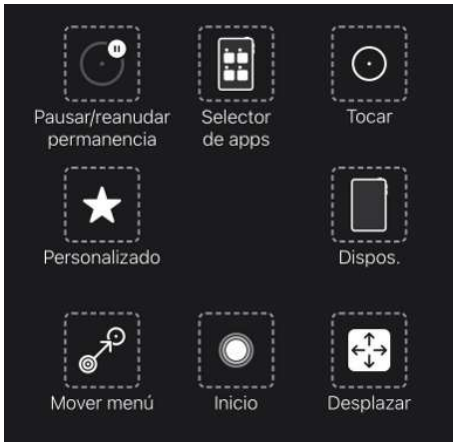 Pausar/reanudar
permanencia
Selector
de apps
Tocar
Personalizado
Dispos.
Mover menú
Inicio
Desplazar